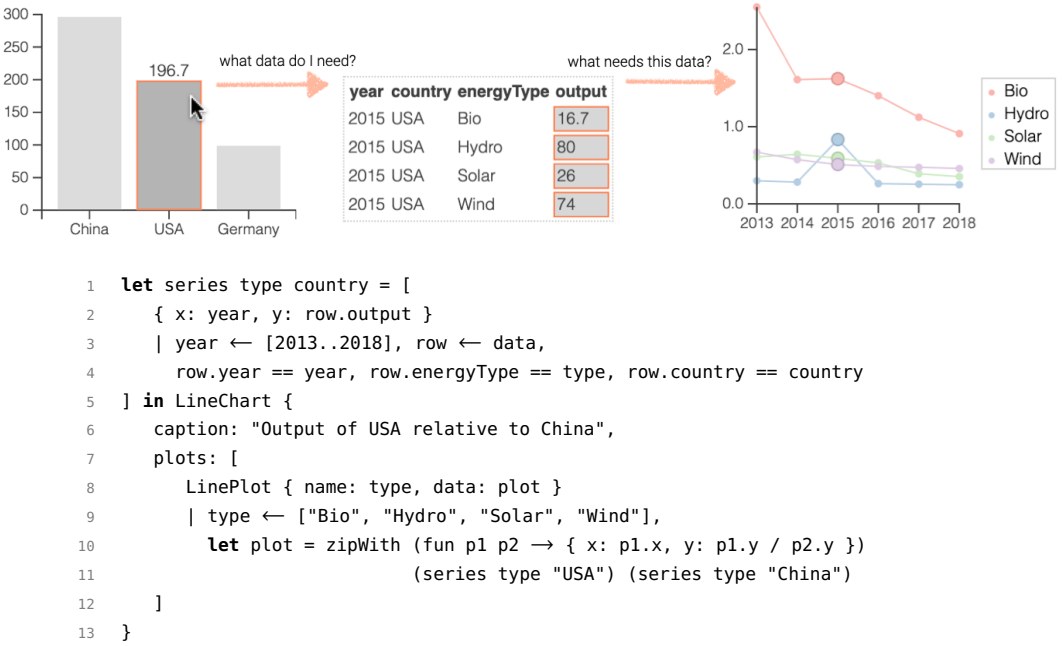 300
250
200
150
100
50
0
196.7
China USA Germany
what data do I need?
year country energyType output
2015 USA Bio 16.7
2015 USA Hydro 80
2015 USA Solar 26
2015 USA Wind 74
what needs this data?
2.0
1.0
0.0
2013 2014 2015 2016 2017 2018
Bio
Hydro
Solar
Wind
1 let series type country = [
2 { x: year, y: row.output }
3 | year ← [2013..2018], row ← data,
4 row.year == year, row.energyType == type, row.country == country
5 ] in LineChart {
6 caption: "Output of USA relative to China",
7 plots: [
8 LinePlot { name: type, data: plot }
9 | type ← ["Bio", "Hydro", "Solar", "Wind"],
10 let plot = zipWith (fun p1 p2 → { x: p1.x, y: p1.y / p2.y })
11 (series type "USA") (series type "China")
12 ]
13 }